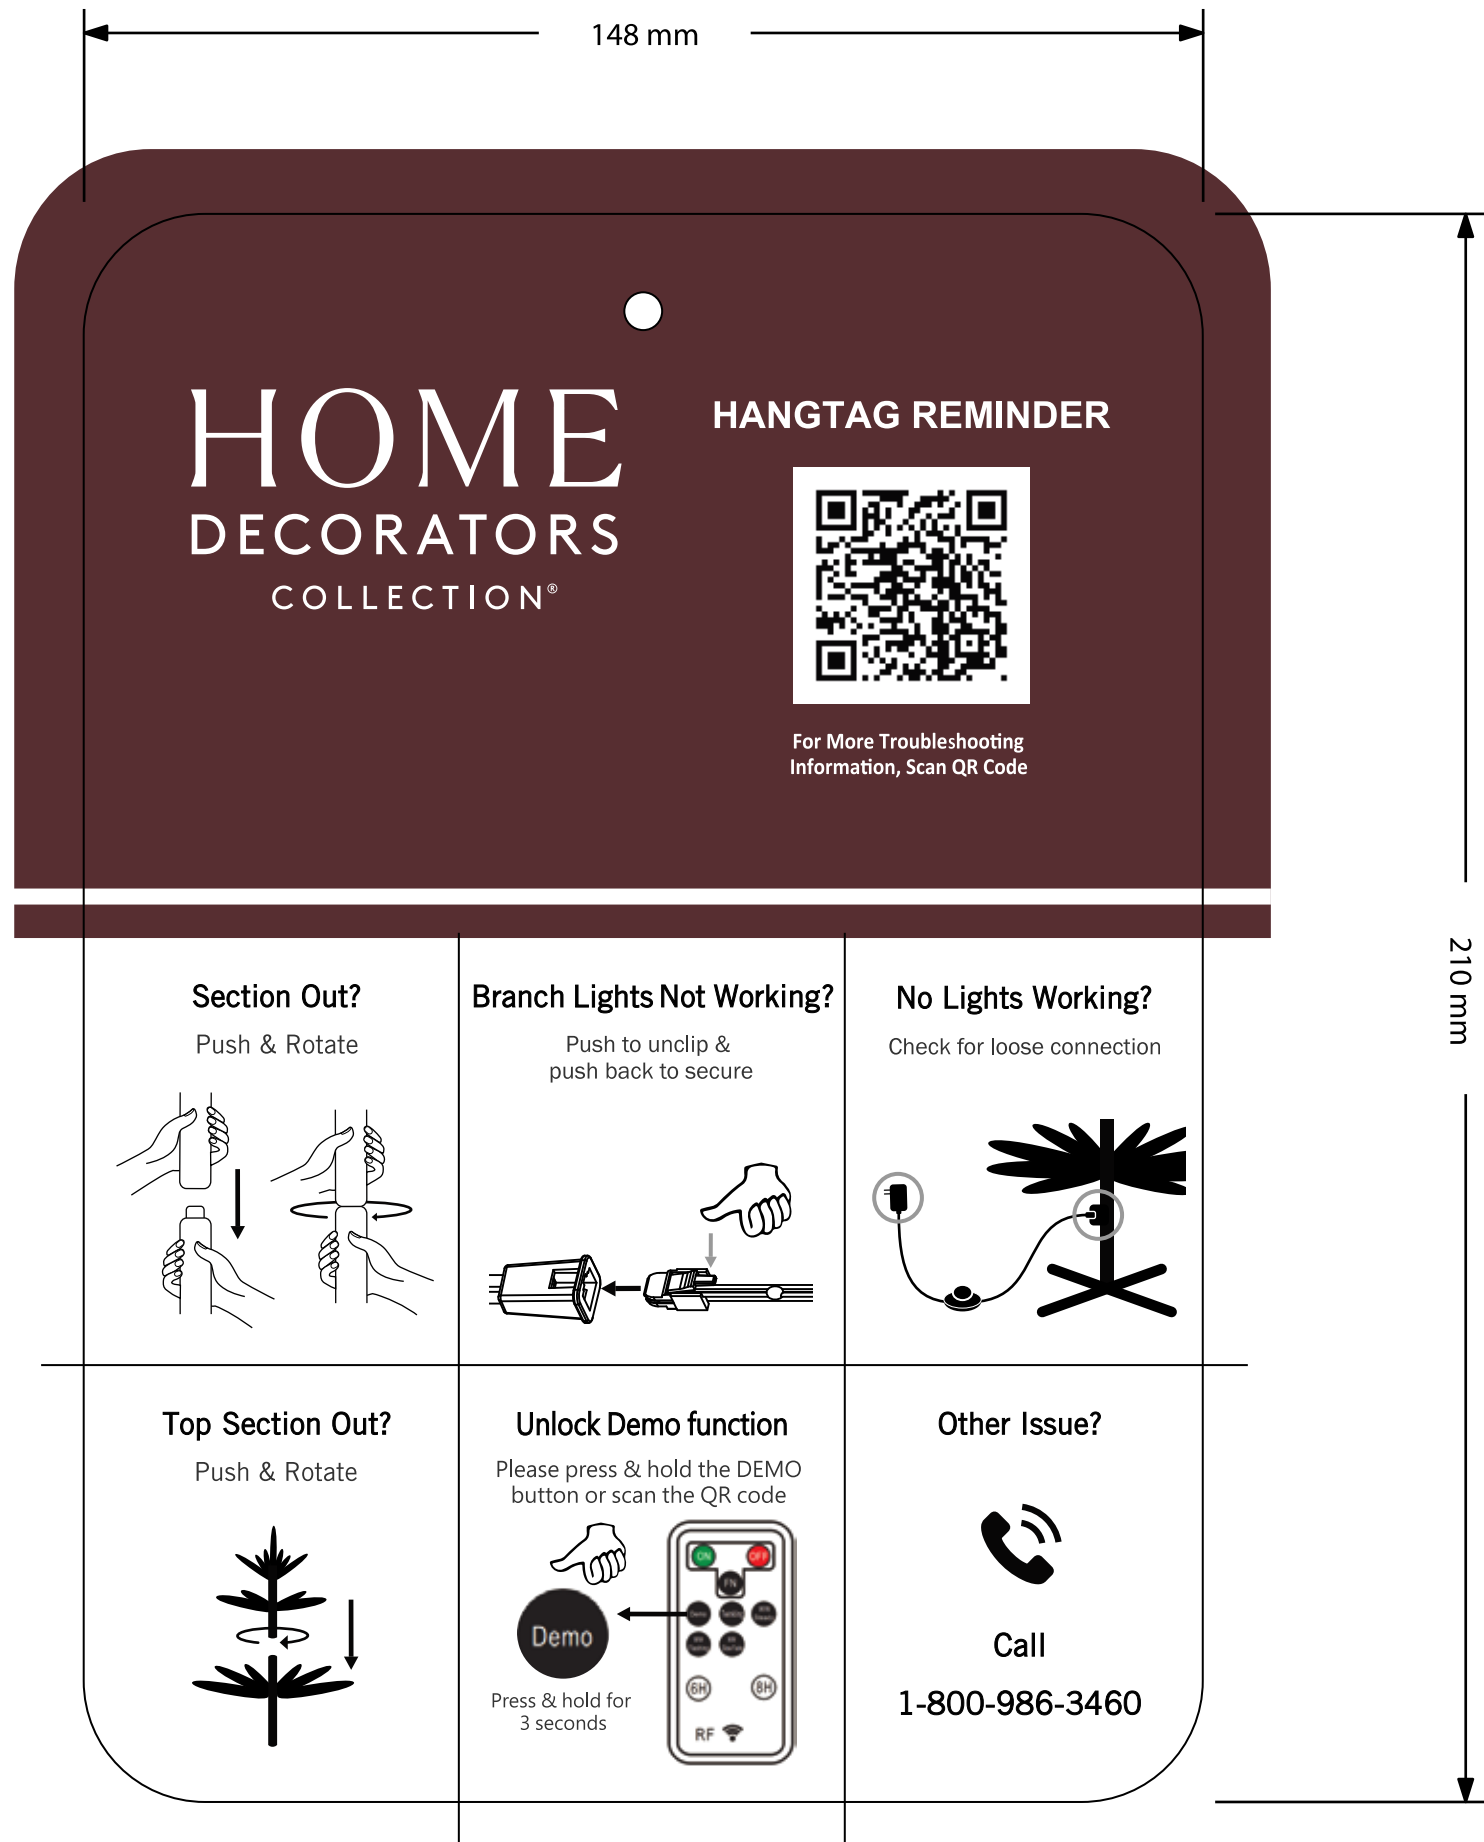 148 mm
HOME
DECORATORS
COLLECTION®
HANGTAG REMINDER
For More Troubleshooting
Information, Scan QR Code
210 mm
Section Out?
Push & Rotate
Branch Lights Not Working?
Push to unclip &
push back to secure
No Lights Working?
Check for loose connection
Top Section Out?
Push & Rotate
Unlock Demo function
Please press & hold the DEMO
button or scan the QR code
Demo
Press & hold for
3 seconds
ON
OFF
FN
Demo
6H
8H
RF
Other Issue?
Call
1-800-986-3460